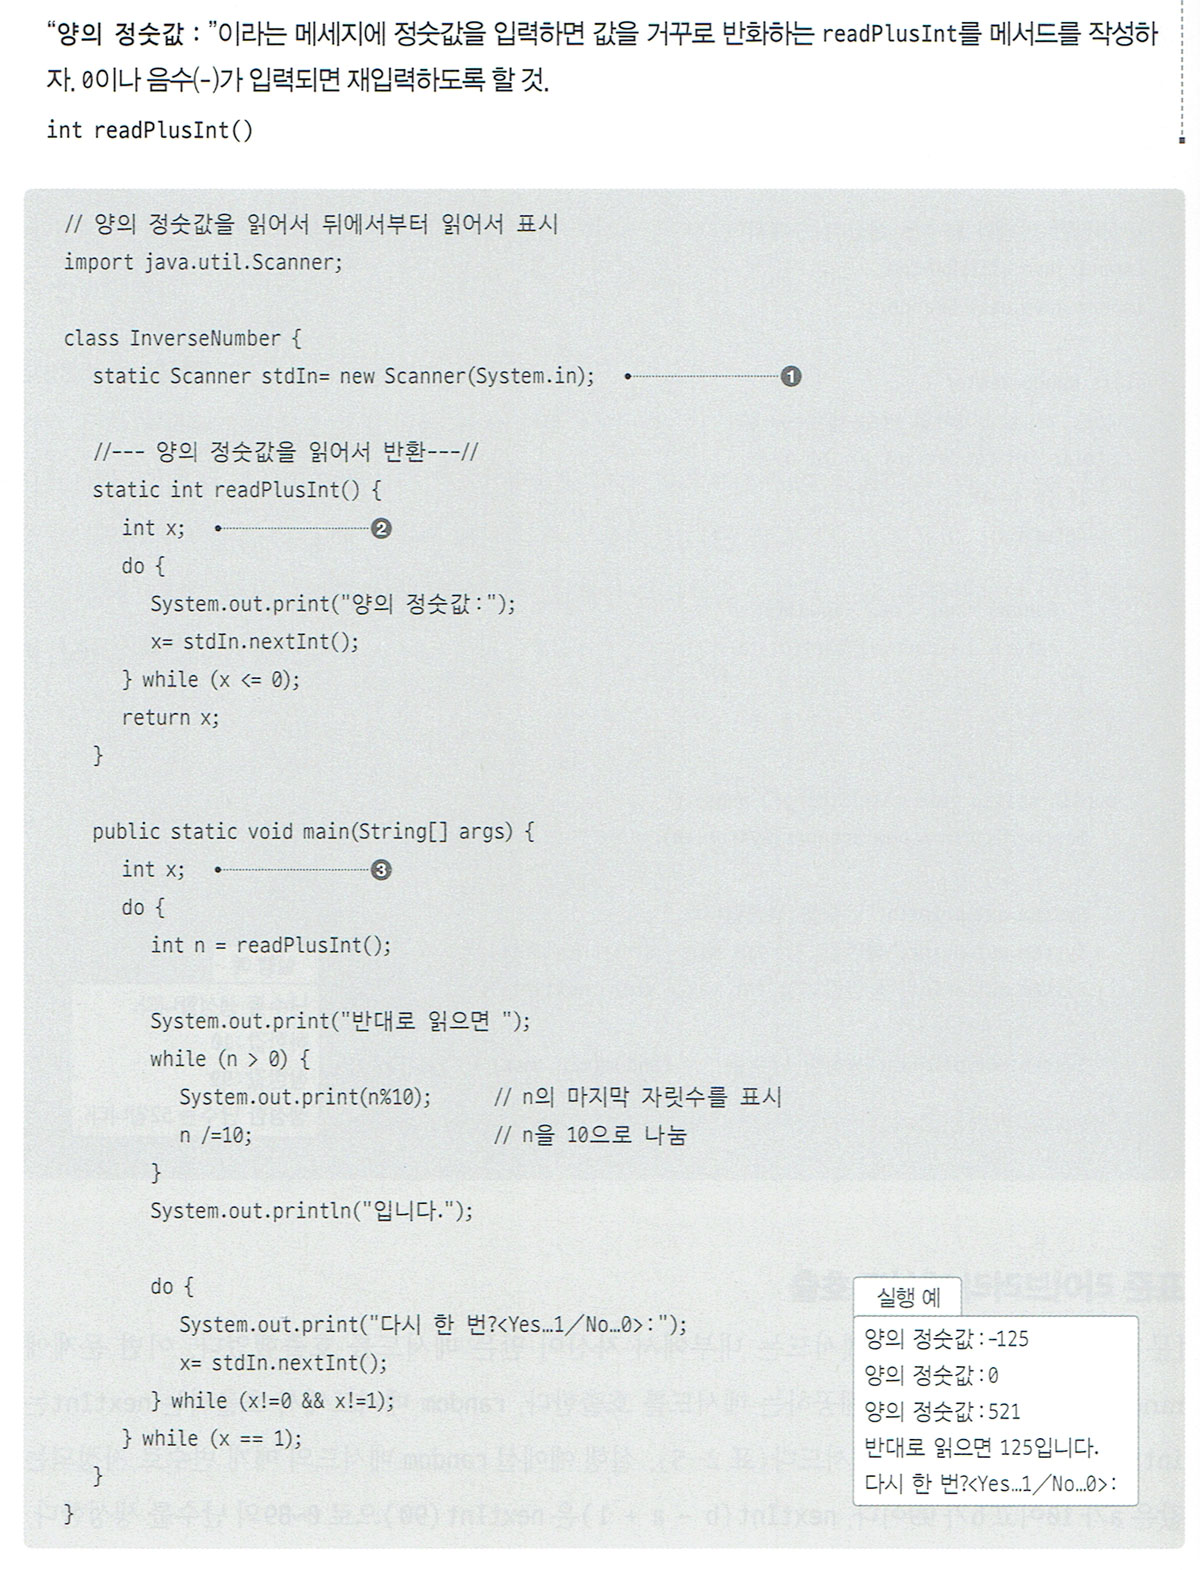 “양의 정숫값 : ”이라는 메세지에 정숫값을 입력하면 값을 거꾸로 반화하는 readPlusInt를 메서드를 작성하
자. 0이나 음수(-)가 입력되면 재입력하도록 할 것.
int readPlusInt()
// 양의 정숫값을 읽어서 뒤에서부터 읽어서 표시
import java.util.Scanner;
class InverseNumber {
static Scanner stdIn= new Scanner(System.in); ❶
//--- 양의 정숫값을 읽어서 반환---//
static int readPlusInt() {
int x; ❷
do {
System.out.print("양의 정숫값:");
x= stdIn.nextInt();
} while (x <= 0);
return x;
}
public static void main(String[] args) {
int x; ❸
do {
int n = readPlusInt();
System.out.print("반대로 읽으면 ");
while (n > 0) {
System.out.print(n%10); // n의 마지막 자릿수를 표시
n /=10; // n을 10으로 나눔
}
System.out.println("입니다.");
do {
System.out.print("다시 한 번?<Yes…1/No…0>:");
x= stdIn.nextInt();
} while (x!=0 && x!=1);
} while (x == 1);
}
}
실행 예
양의 정숫값:-125
양의 정숫값:0
양의 정숫값:521
반대로 읽으면 125입니다.
다시 한 번?<Yes…1/No…0>: